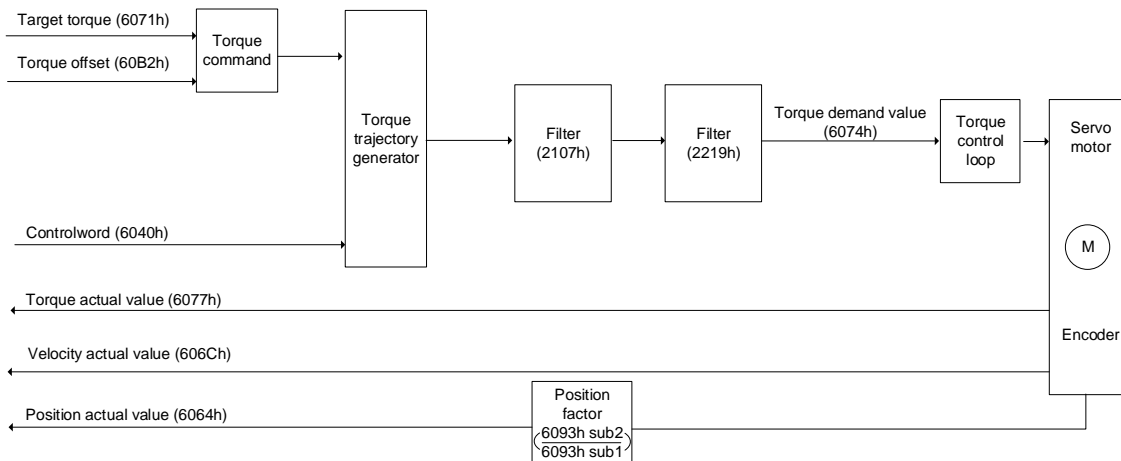 Target torque (6071h)
Torque offset (60B2h)
Torque
command
Torque
trajectory
generator
Filter
(2107h)
Filter
(2219h)
Torque demand value
(6074h)
Torque
control
loop
Servo
motor
M
Encoder
Controlword (6040h)
Torque actual value (6077h)
Velocity actual value (606Ch)
Position actual value (6064h)
Position
factor
(6093h sub2
6093h sub1)